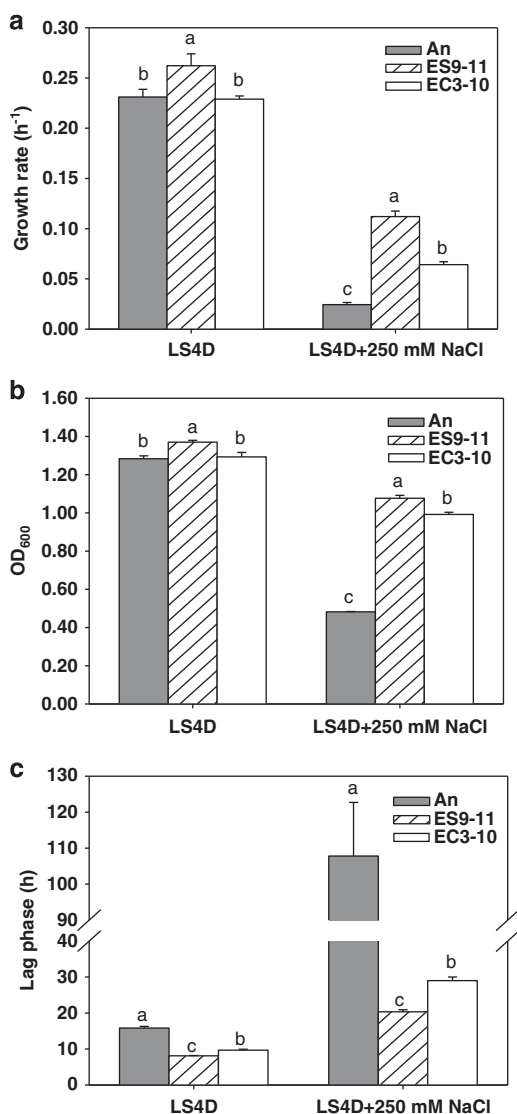 a
0.30
0.25
0.20
0.15
0.10
0.05
0.00
Growth rate (h⁻¹)
An
ES9-11
EC3-10
b
a
b
c
a
b
LS4D
LS4D+250 mM NaCl
b
1.60
1.40
1.20
1.00
0.80
0.60
0.40
0.20
0.00
OD₆₀₀
An
ES9-11
EC3-10
b
a
b
c
a
b
LS4D
LS4D+250 mM NaCl
c
130
120
110
100
90
40
30
20
10
0
Lag phase (h)
An
ES9-11
EC3-10
a
c
b
a
c
b
LS4D
LS4D+250 mM NaCl